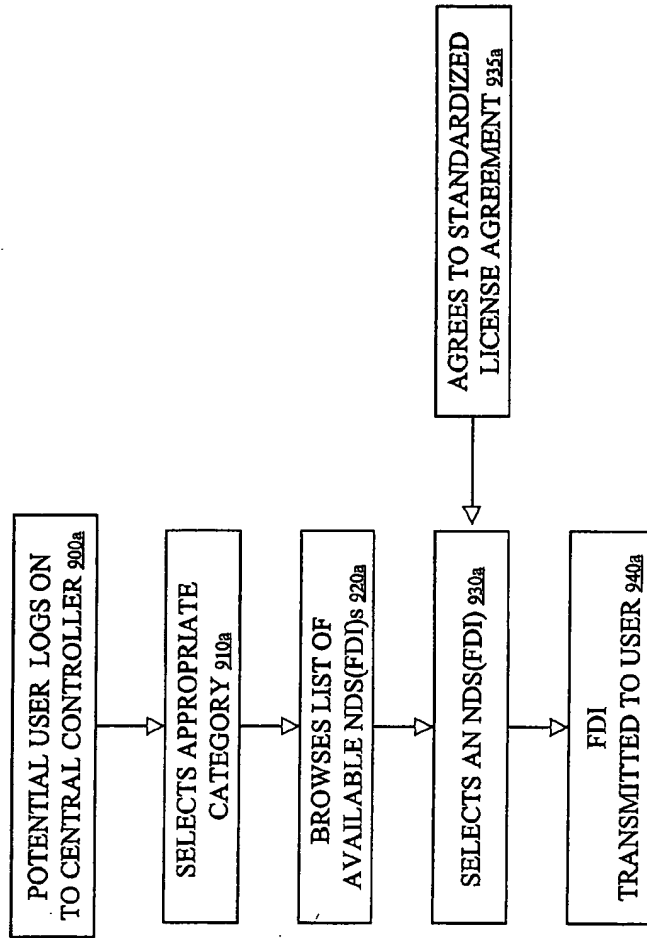 POTENTIAL USER LOGS ON
TO CENTRAL CONTROLLER 900a
SELECTS APPROPRIATE
CATEGORY 910a
BROWSES LIST OF
AVAILABLE NDS(FDI)s 920a
SELECTS AN NDS(FDI) 930a
AGREES TO STANDARDIZED
LICENSE AGREEMENT 935a
FDI
TRANSMITTED TO USER 940a